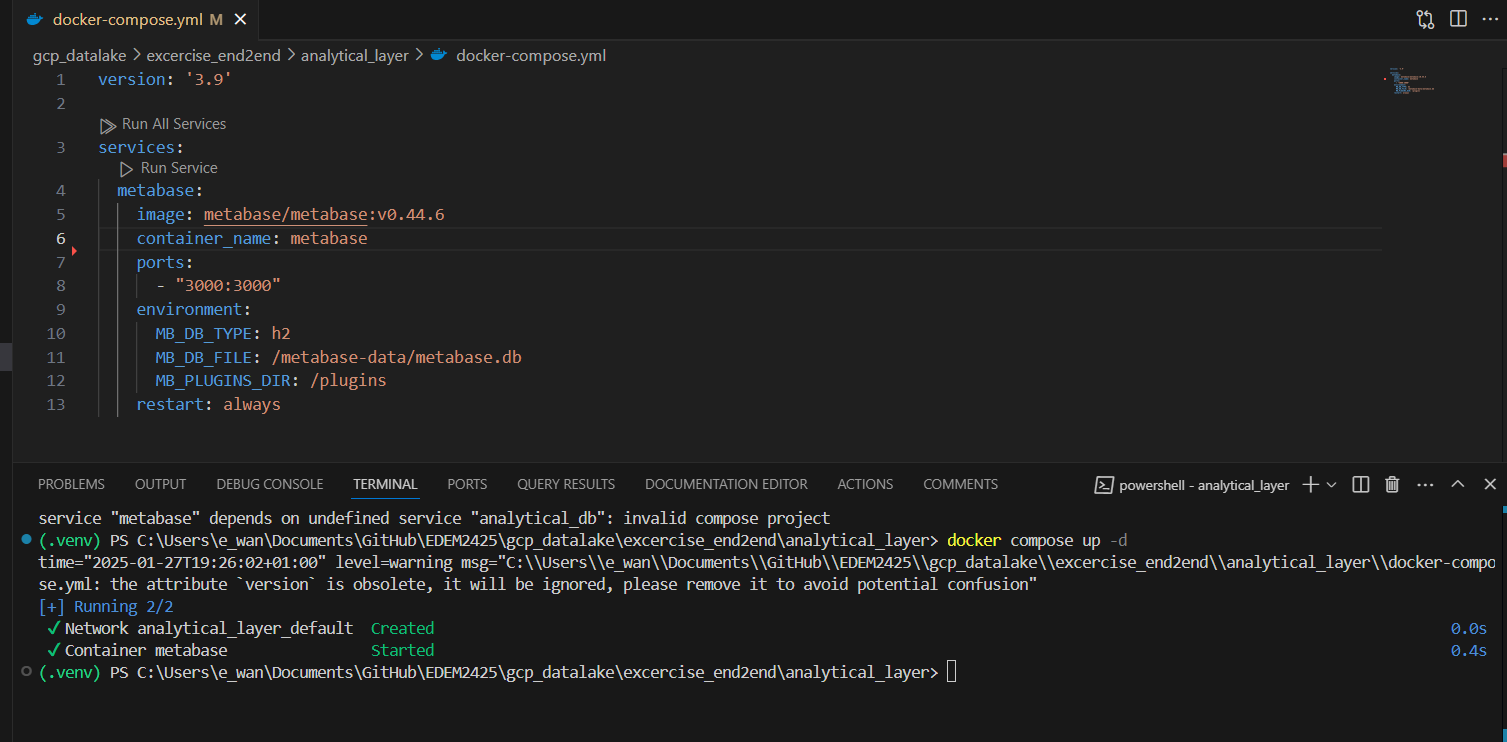 docker-compose.yml M
gcp_datalake > excercise_end2end > analytical_layer > docker-compose.yml
1 version: '3.9'
2
Run All Services
3 services:
Run Service
4 metabase:
5 image: metabase/metabase:v0.44.6
6 container_name: metabase
7 ports:
8 - "3000:3000"
9 environment:
10 MB_DB_TYPE: h2
11 MB_DB_FILE: /metabase-data/metabase.db
12 MB_PLUGINS_DIR: /plugins
13 restart: always
PROBLEMS OUTPUT DEBUG CONSOLE TERMINAL PORTS QUERY RESULTS DOCUMENTATION EDITOR ACTIONS COMMENTS powershell - analytical_layer
service "metabase" depends on undefined service "analytical_db": invalid compose project
(.venv) PS C:\Users\e_wan\Documents\GitHub\EDEM2425\gcp_datalake\excercise_end2end\analytical_layer> docker compose up -d
time="2025-01-27T19:26:02+01:00" level=warning msg="C:\\Users\\e_wan\\Documents\\GitHub\\EDEM2425\\gcp_datalake\\excercise_end2end\\analytical_layer\\docker-compo
se.yml: the attribute `version` is obsolete, it will be ignored, please remove it to avoid potential confusion"
[+] Running 2/2
✓ Network analytical_layer_default Created 0.0s
✓ Container metabase Started 0.4s
(.venv) PS C:\Users\e_wan\Documents\GitHub\EDEM2425\gcp_datalake\excercise_end2end\analytical_layer>